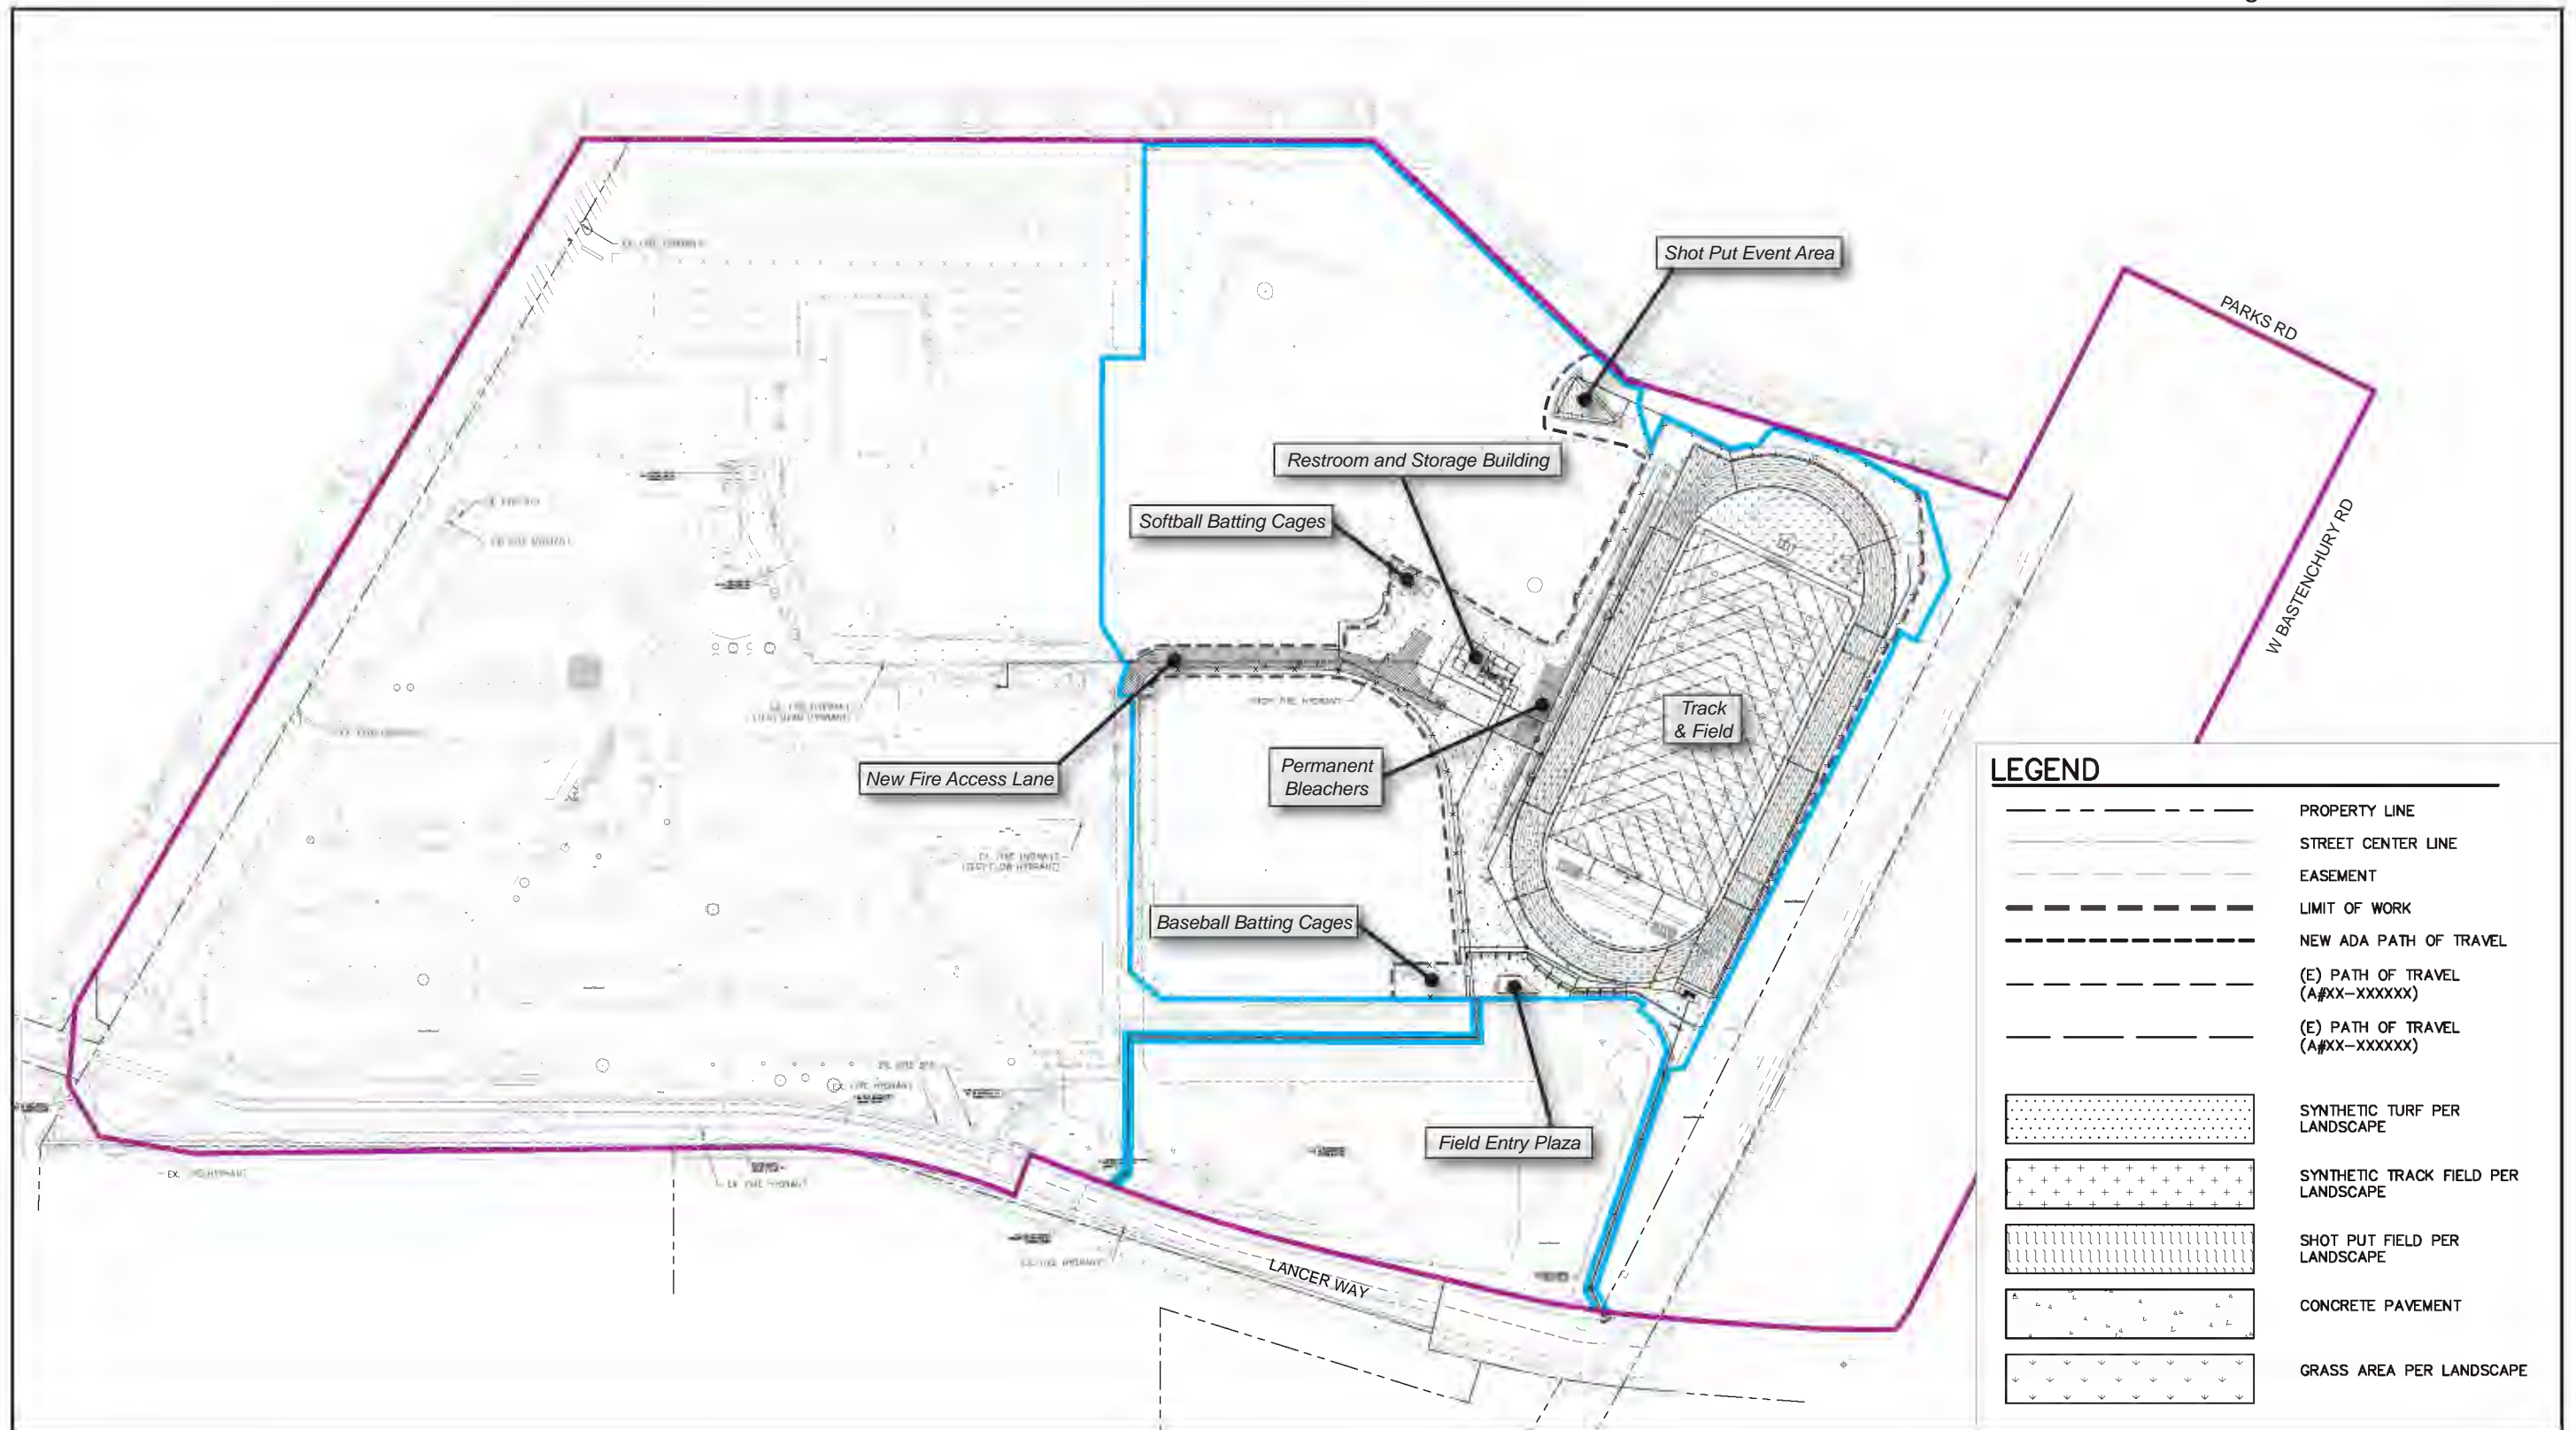 Shot Put Event Area
PARKS RD
Restroom and Storage Building
Softball Batting Cages
W BASTENCHURY RD
Track
& Field
New Fire Access Lane
Permanent
Bleachers
Baseball Batting Cages
Field Entry Plaza
LANCER WAY
EX. FIRE HYDRANT
LEGEND
PROPERTY LINE
STREET CENTER LINE
EASEMENT
LIMIT OF WORK
NEW ADA PATH OF TRAVEL
(E) PATH OF TRAVEL
(A#XX-XXXXXX)
(E) PATH OF TRAVEL
(A#XX-XXXXXX)
SYNTHETIC TURF PER
LANDSCAPE
SYNTHETIC TRACK FIELD PER
LANDSCAPE
SHOT PUT FIELD PER
LANDSCAPE
CONCRETE PAVEMENT
GRASS AREA PER LANDSCAPE